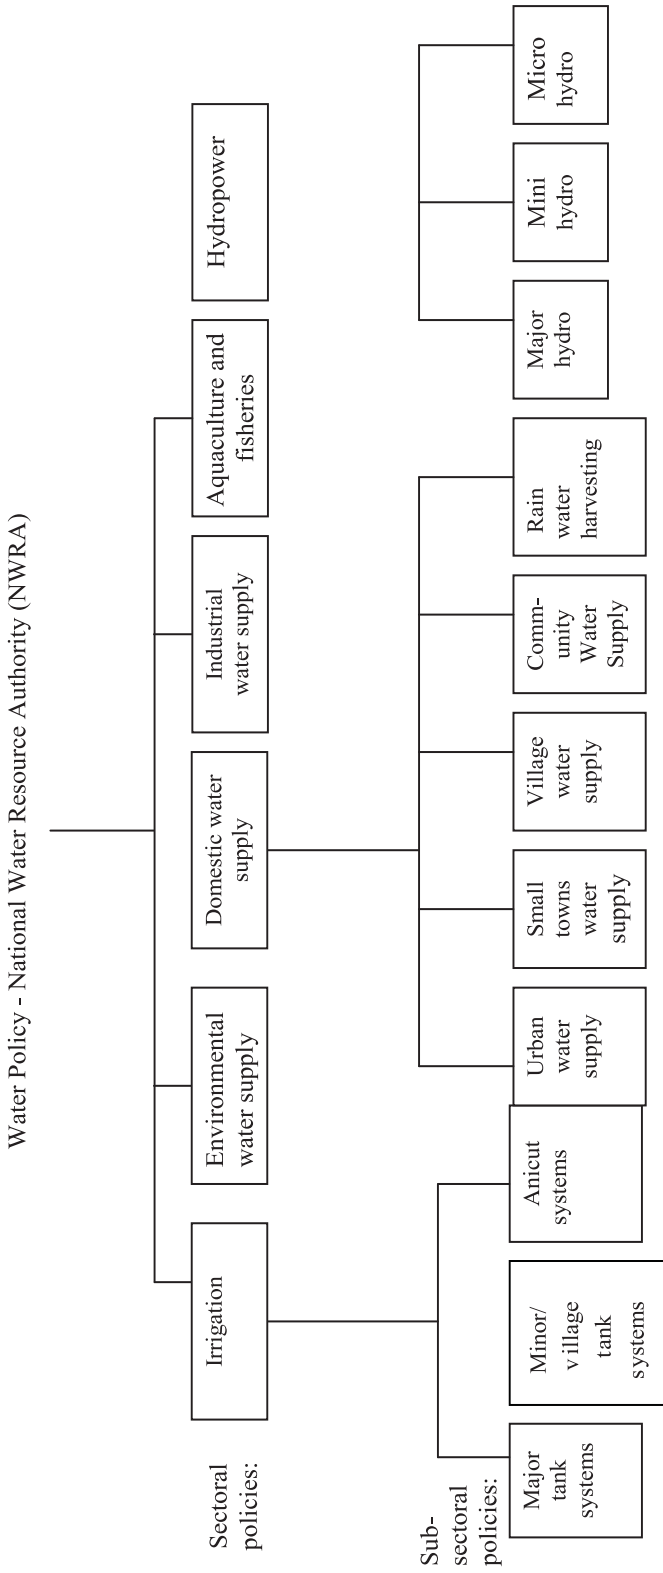 Water Policy - National Water Resource Authority (NWRA)
Sectoral
policies:
Irrigation
Environmental
water supply
Domestic water
supply
Industrial
water supply
Aquaculture and
fisheries
Hydropower
Sub-
sectoral
policies:
Major
tank
systems
Minor/
v illage
tank
systems
Anicut
systems
Urban
water
supply
Small
towns
water
supply
Village
water
supply
Comm-
unity
Water
Supply
Rain
water
harvesting
Major
hydro
Mini
hydro
Micro
hydro